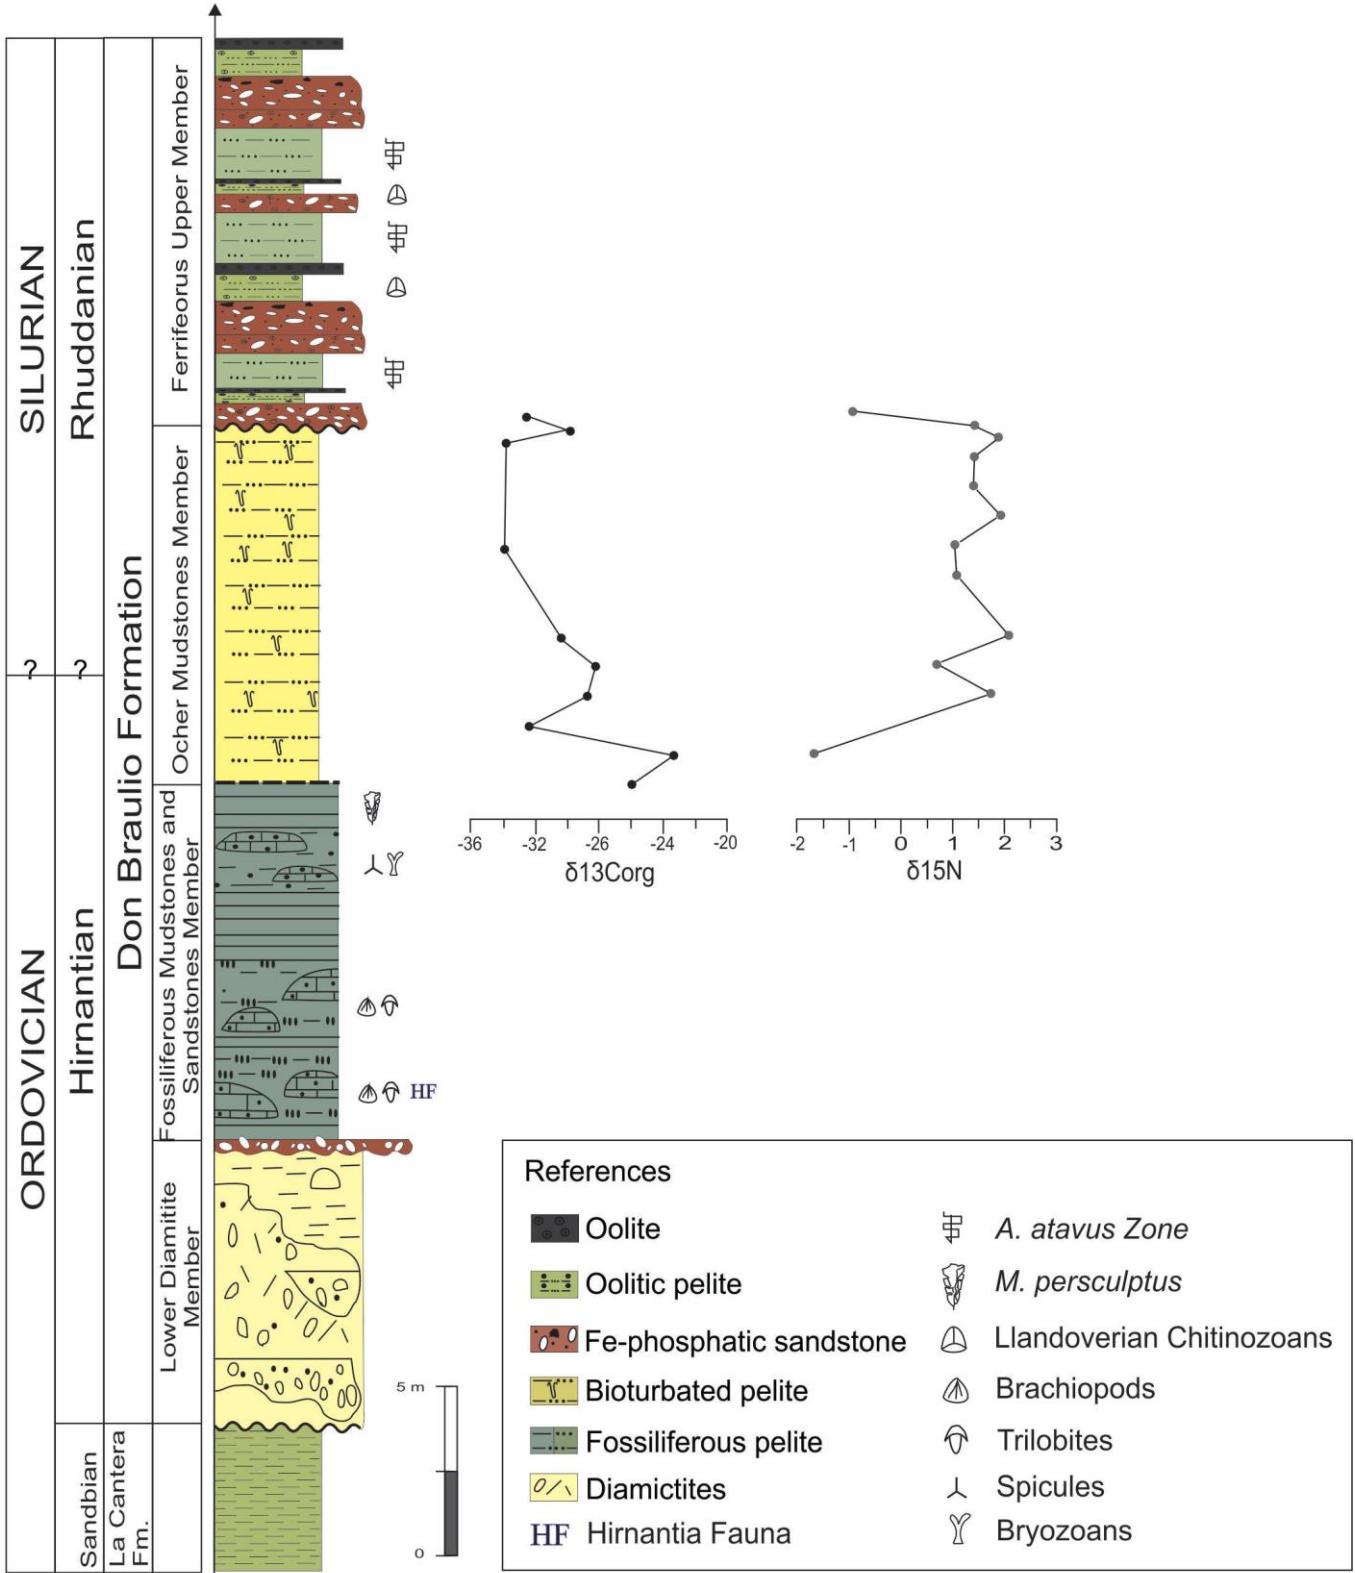 SILURIAN
ORDOVICIAN
?
Rhuddanian
?
Hirnantian
Sandbian
Don Braulio Formation
La Cantera
Fm.
Ferrifeorus Upper Member
Ocher Mudstones Member
Fossiliferous Mudstones and
Sandstones Member
Lower Diamitite
Member
HF
-36
-32
-26
-24
-20
δ13Corg
-2
-1
0
1
2
3
δ15N
5 m
0
References
Oolite
Oolitic pelite
Fe-phosphatic sandstone
Bioturbated pelite
Fossiliferous pelite
Diamictites
HF Hirnantia Fauna
A. atavus Zone
M. persculptus
Llandoverian Chitinozoans
Brachiopods
Trilobites
Spicules
Bryozoans